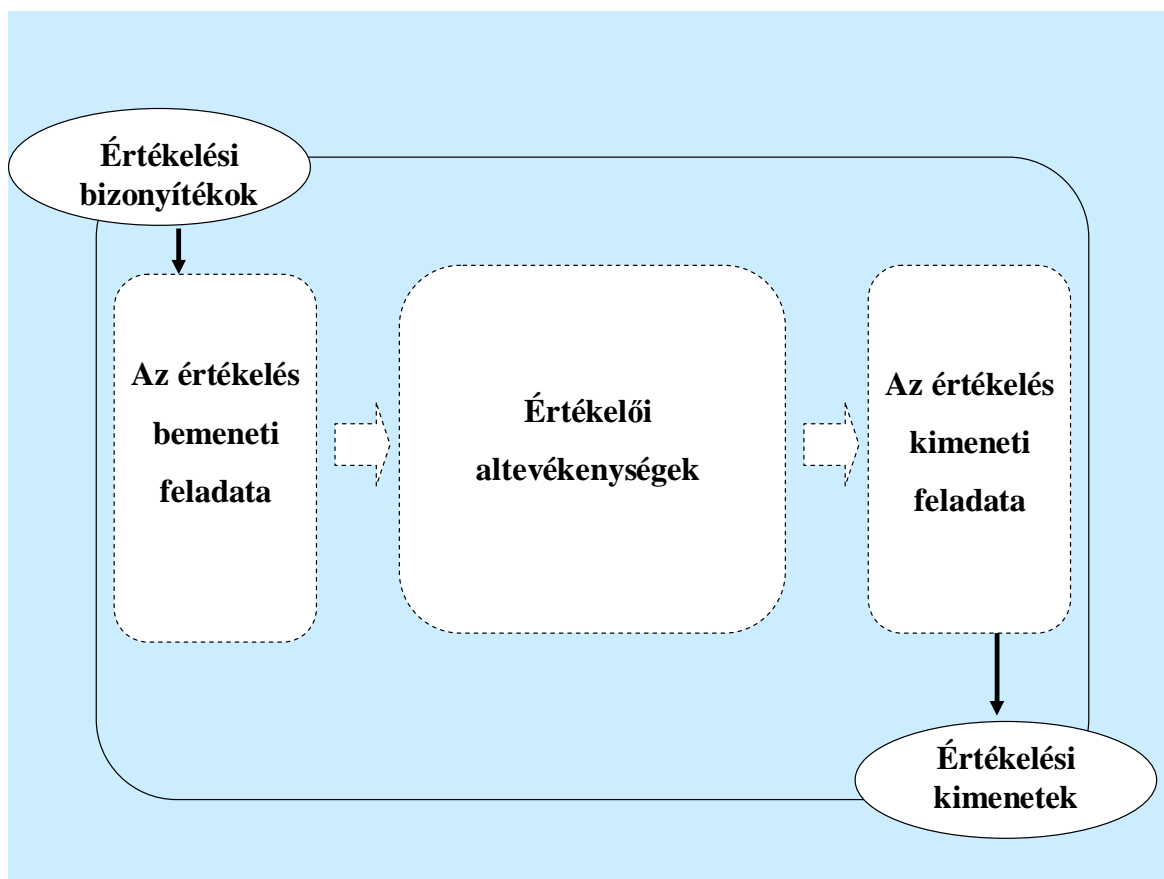 Értékelési
bizonyítékok
Az értékelés
bemeneti
feladata
Értékelői
altevékenységek
Az értékelés
kimeneti
feladata
Értékelési
kimenetek